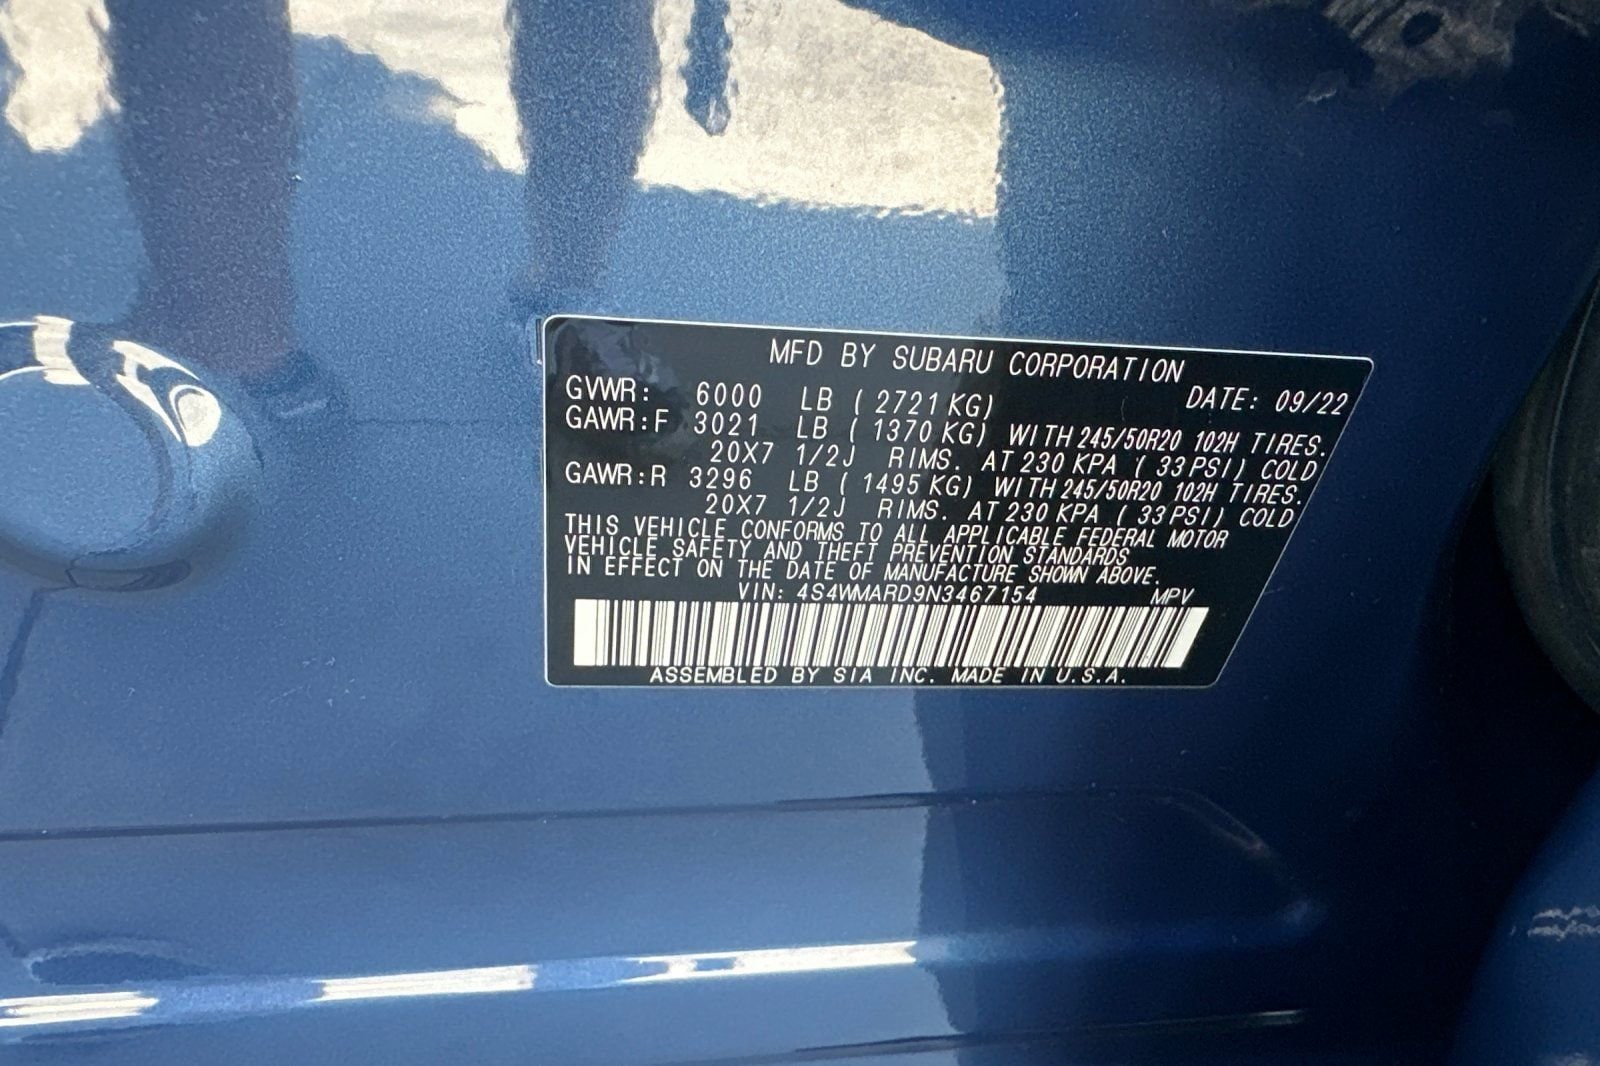 MFD BY SUBARU CORPORATION
GVWR: 6000 LB ( 2721 KG) DATE: 09/22
GAWR:F 3021 LB ( 1370 KG) WITH 245/50R20 102H TIRES.
20X7 1/2J RIMS. AT 230 KPA ( 33 PSI) COLD
GAWR:R 3296 LB ( 1495 KG) WITH 245/50R20 102H TIRES.
20X7 1/2J RIMS. AT 230 KPA ( 33 PSI) COLD
THIS VEHICLE CONFORMS TO ALL APPLICABLE FEDERAL MOTOR
VEHICLE SAFETY AND THEFT PREVENTION STANDARDS
IN EFFECT ON THE DATE OF MANUFACTURE SHOWN ABOVE.
VIN: 4S4WMARD9N3467154 MPV
ASSEMBLED BY SIA INC. MADE IN U.S.A.